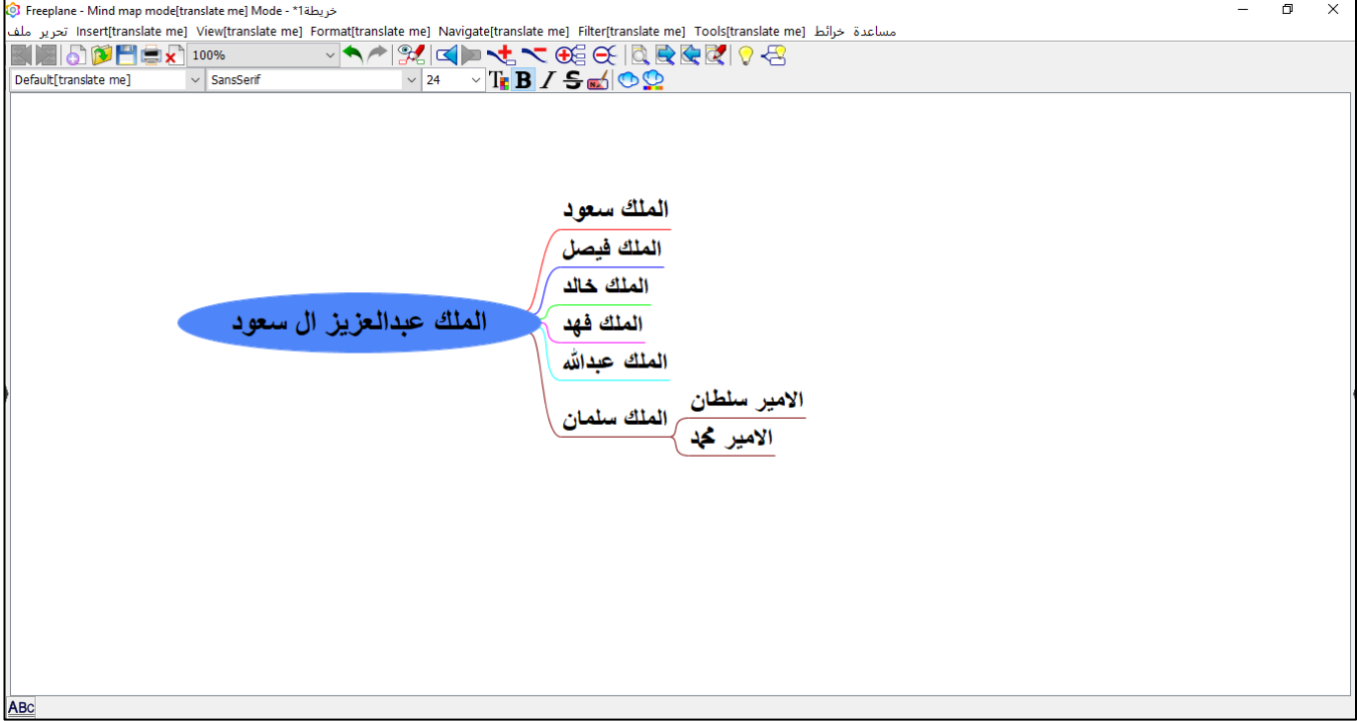 Freeplane - Mind map mode[translate me] Mode - *1خريطة
ملف تحرير Insert[translate me] View[translate me] Format[translate me] Navigate[translate me] Filter[translate me] Tools[translate me] خرائط مساعدة
100%
Default[translate me] SansSerif 24 T B I S
الملك عبدالعزيز ال سعود
الملك سعود
الملك فيصل
الملك خالد
الملك فهد
الملك عبدالله
الملك سلمان
الامير سلطان
الامير محمد
ABC